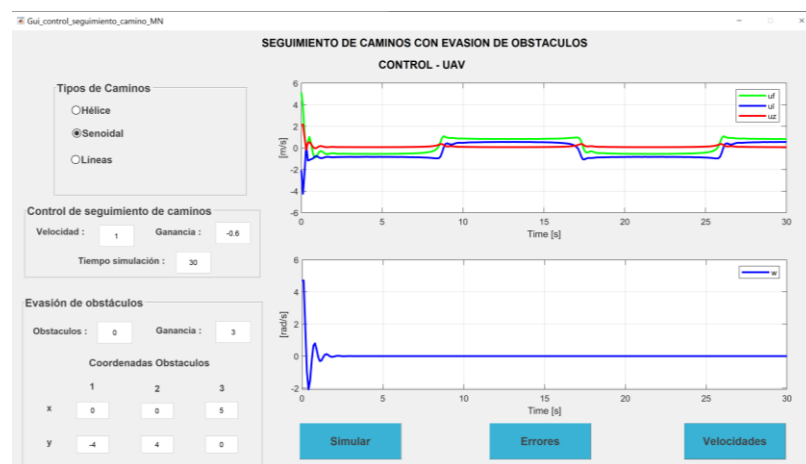 Gui_control_seguimiento_camino_MN
SEGUIMIENTO DE CAMINOS CON EVASION DE OBSTACULOS
CONTROL - UAV
Tipos de Caminos
Hélice
Senoidal
Líneas
Control de seguimiento de caminos
Velocidad : 1 Ganancia : -0.6
Tiempo simulación : 30
Evasión de obstáculos
Obstaculos : 0 Ganancia : 3
Coordenadas Obstaculos
1 2 3
x 0 0 5
y -4 4 0
6
4
2
0
-2
-4
-6
[m/s]
0 5 10 15 20 25 30
Time [s]
uf
ul
uz
6
4
2
0
-2
[rad/s]
0 5 10 15 20 25 30
Time [s]
w
Simular Errores Velocidades